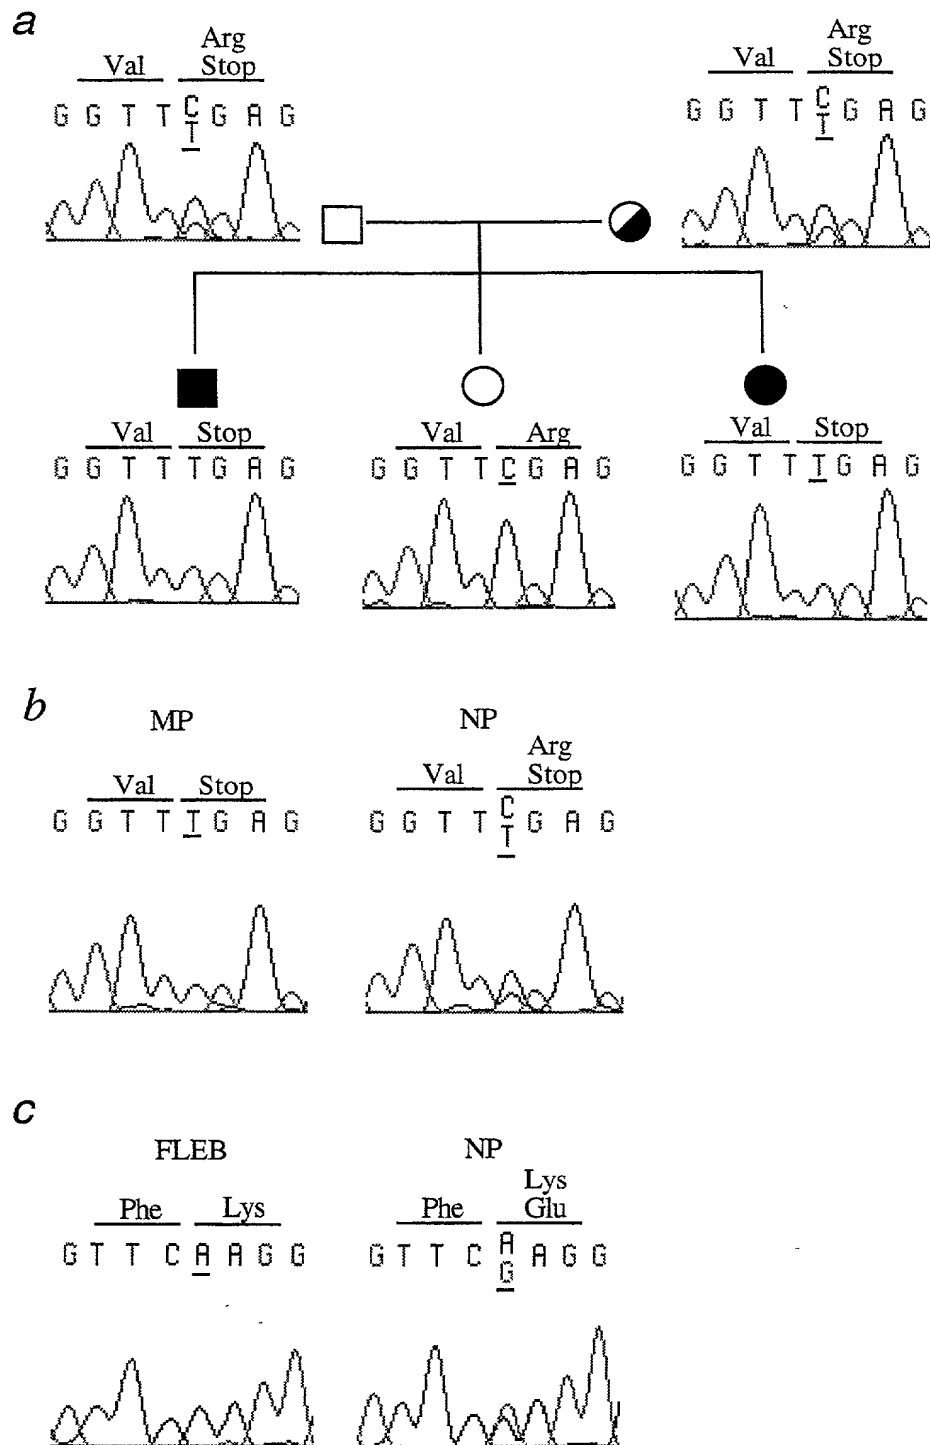 a
Arg
Val Stop
G G T T C G A G
T
Arg
Val Stop
G G T T C G A G
T
Val Stop
G G T T T G A G
Val Arg
G G T T C G A G
Val Stop
G G T T T G A G
b
MP
Val Stop
G G T T T G A G
NP
Arg
Val Stop
G G T T C G A G
T
c
FLEB
Phe Lys
G T T C A A G G
NP
Lys
Phe Glu
G T T C A A G G
G